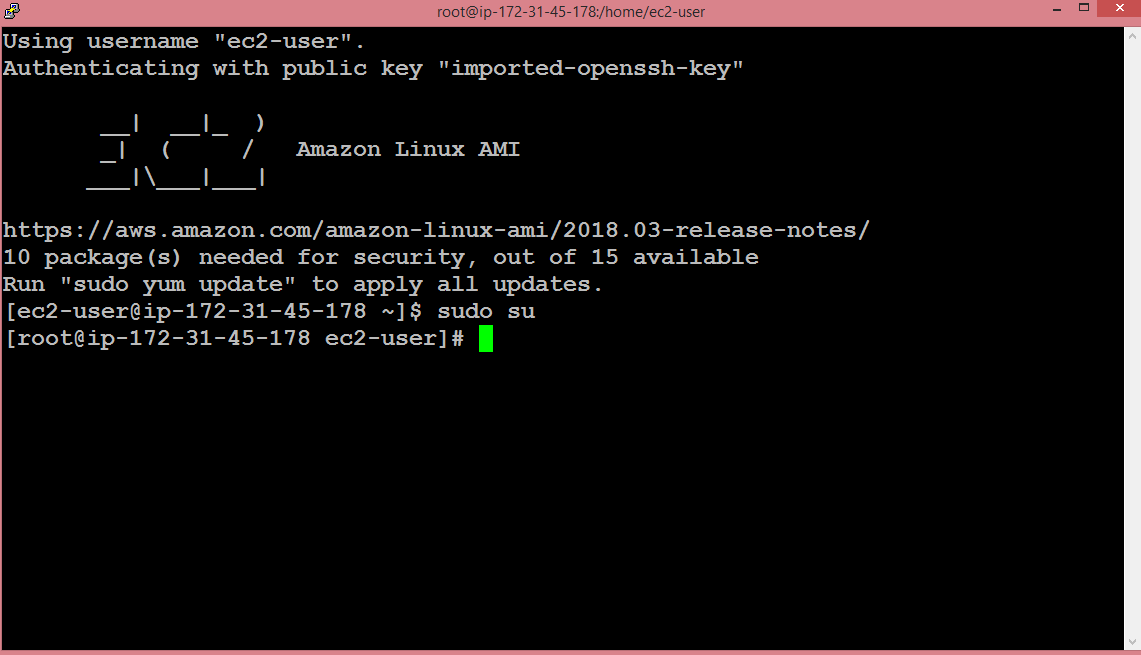 root@ip-172-31-45-178:/home/ec2-user
Using username "ec2-user".
Authenticating with public key "imported-openssh-key"
       __|  __|_  )
       _|  (     /   Amazon Linux AMI
      ___|\___|___|
https://aws.amazon.com/amazon-linux-ami/2018.03-release-notes/
10 package(s) needed for security, out of 15 available
Run "sudo yum update" to apply all updates.
[ec2-user@ip-172-31-45-178 ~]$ sudo su
[root@ip-172-31-45-178 ec2-user]#